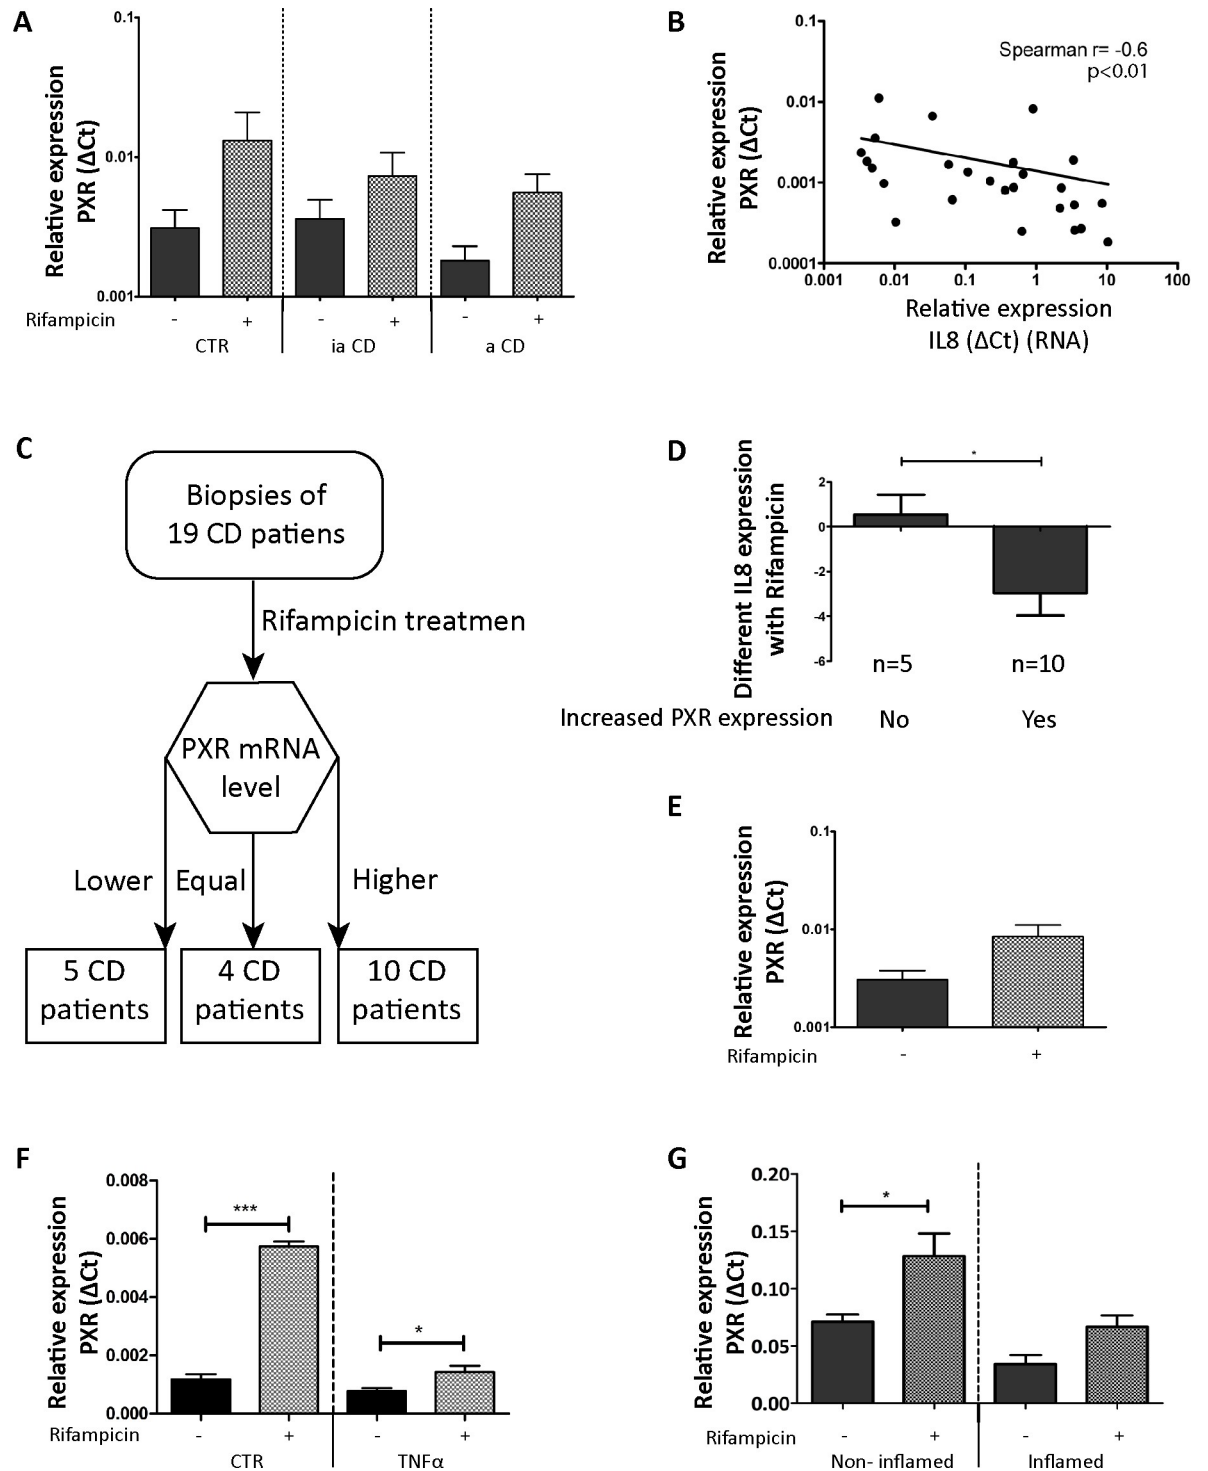 A
Relative expression
PXR (ΔCt)
0.1
0.01
0.001
Rifampicin - + - + - +
CTR ia CD a CD
B
Relative expression
PXR (ΔCt)
0.1
0.01
0.001
0.0001
Spearman r= -0.6
p<0.01
0.001 0.01 0.1 1 10 100
Relative expression
IL8 (ΔCt) (RNA)
C
Biopsies of
19 CD patiens
Rifampicin treatmen
PXR mRNA
level
Lower Equal Higher
5 CD
patients
4 CD
patients
10 CD
patients
D
Different IL8 expression
with Rifampicin
*
2
0
-2
-4
-6
n=5 n=10
Increased PXR expression No Yes
E
Relative expression
PXR (ΔCt)
0.1
0.01
0.001
Rifampicin - +
F
Relative expression
PXR (ΔCt)
0.008
0.006
0.004
0.002
0.000
***
*
Rifampicin - + - +
CTR TNFα
G
Relative expression
PXR (ΔCt)
0.20
0.15
0.10
0.05
0.00
*
Rifampicin - + - +
Non- inflamed Inflamed